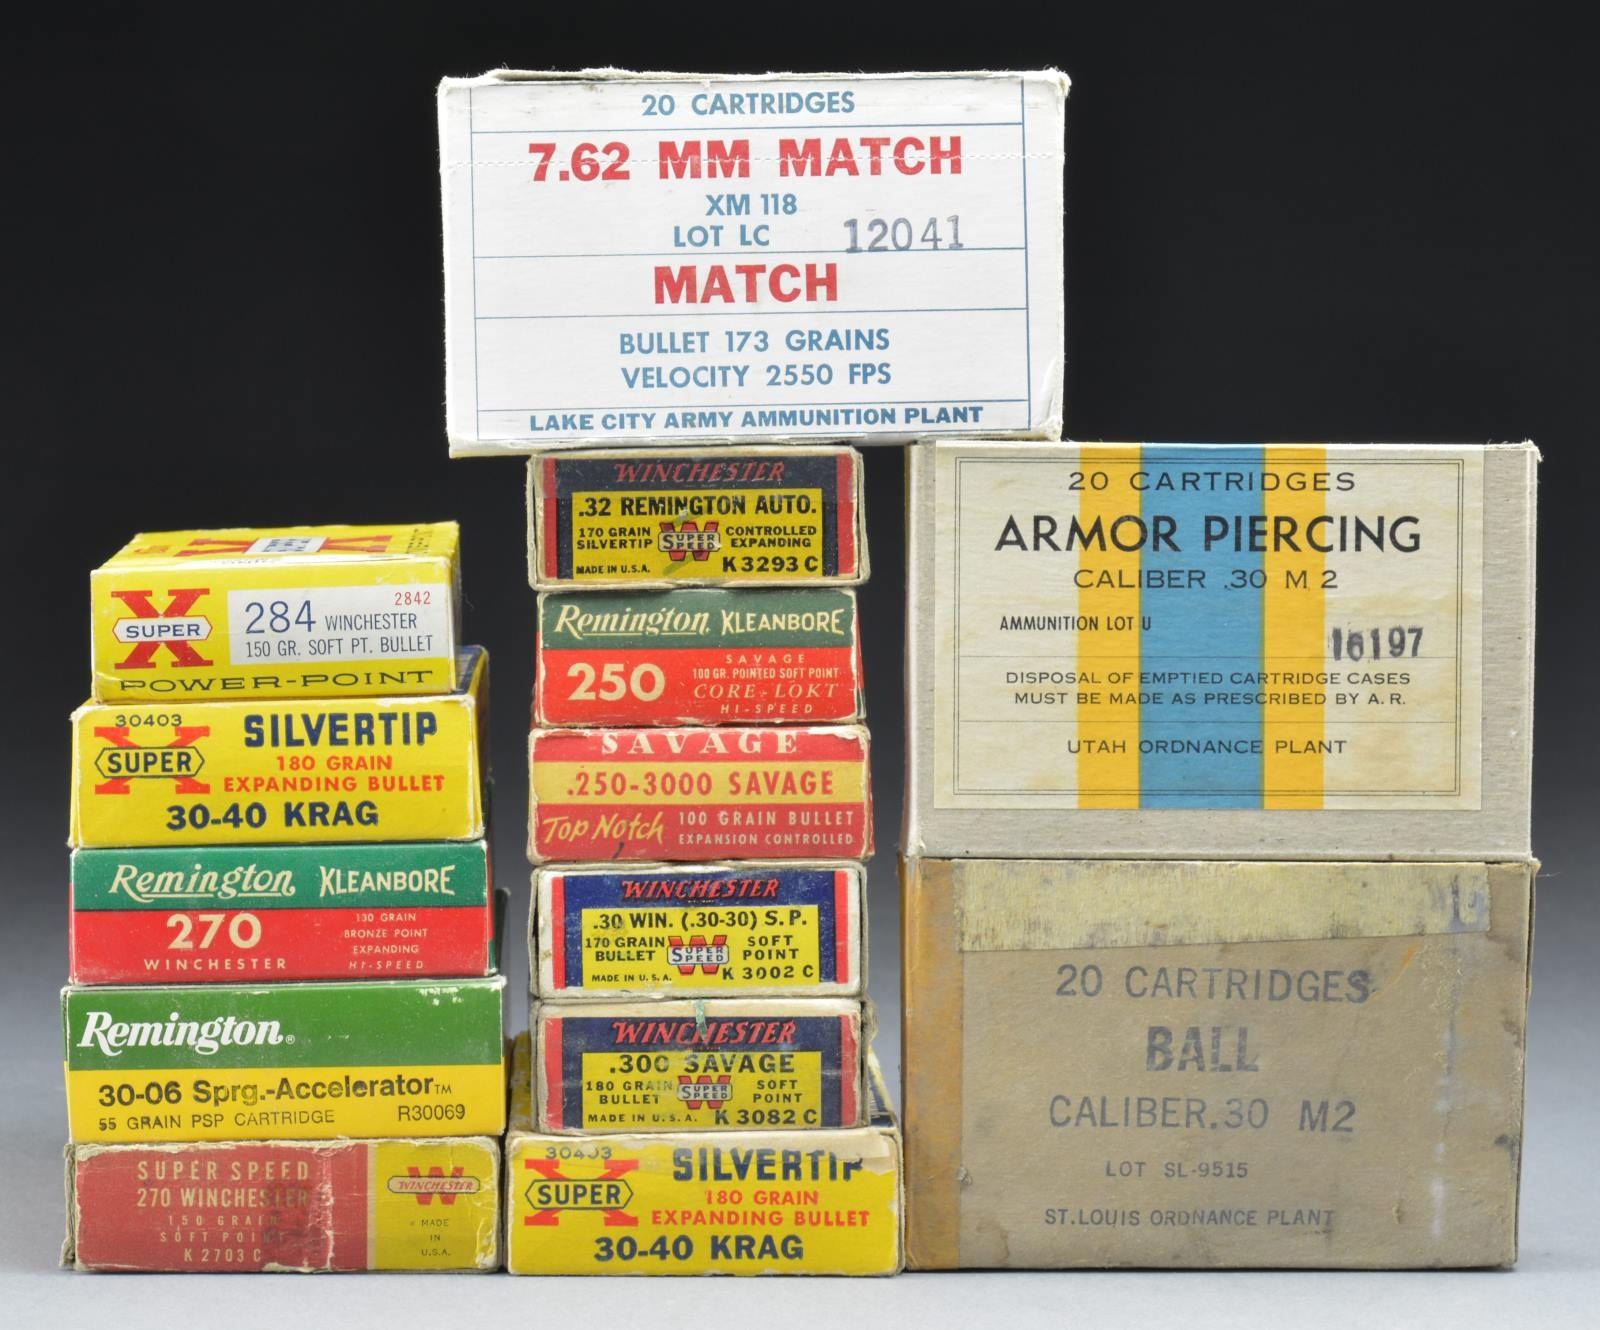 20 CARTRIDGES
7.62 MM MATCH
XM 118
LOT LC 12041
MATCH
BULLET 173 GRAINS
VELOCITY 2550 FPS
LAKE CITY ARMY AMMUNITION PLANT
X
SUPER
284 WINCHESTER
2842
150 GR. SOFT PT. BULLET
POWER-POINT
30403
X
SUPER
SILVERTIP
180 GRAIN
EXPANDING BULLET
30-40 KRAG
Remington KLEANBORE
270
WINCHESTER
130 GRAIN
BRONZE POINT
EXPANDING
HI-SPEED
Remington®
30-06 Sprg.-Accelerator™
55 GRAIN PSP CARTRIDGE R30069
SUPER SPEED
270 WINCHESTER
150 GRAIN
SOFT POINT
K 2703 C
W
WINCHESTER
MADE
IN
U.S.A.
WINCHESTER
.32 REMINGTON AUTO.
170 GRAIN
SILVERTIP
W
SUPER
SPEED
CONTROLLED
EXPANDING
MADE IN U.S.A. K 3293 C
Remington KLEANBORE
250
SAVAGE
100 GR. POINTED SOFT POINT
CORE-LOKT
HI-SPEED
SAVAGE
.250-3000 SAVAGE
Top Notch
100 GRAIN BULLET
EXPANSION CONTROLLED
WINCHESTER
.30 WIN. (.30-30) S.P.
170 GRAIN
BULLET
W
SUPER
SPEED
SOFT
POINT
MADE IN U.S.A. K 3002 C
WINCHESTER
.300 SAVAGE
180 GRAIN
BULLET
W
SUPER
SPEED
SOFT
POINT
MADE IN U.S.A. K 3082 C
30403
X
SUPER
SILVERTIP
180 GRAIN
EXPANDING BULLET
30-40 KRAG
20 CARTRIDGES
ARMOR PIERCING
CALIBER .30 M2
AMMUNITION LOT U 16197
DISPOSAL OF EMPTIED CARTRIDGE CASES
MUST BE MADE AS PRESCRIBED BY A.R.
UTAH ORDNANCE PLANT
20 CARTRIDGES
BALL
CALIBER.30 M2
LOT SL-9515
ST.LOUIS ORDNANCE PLANT